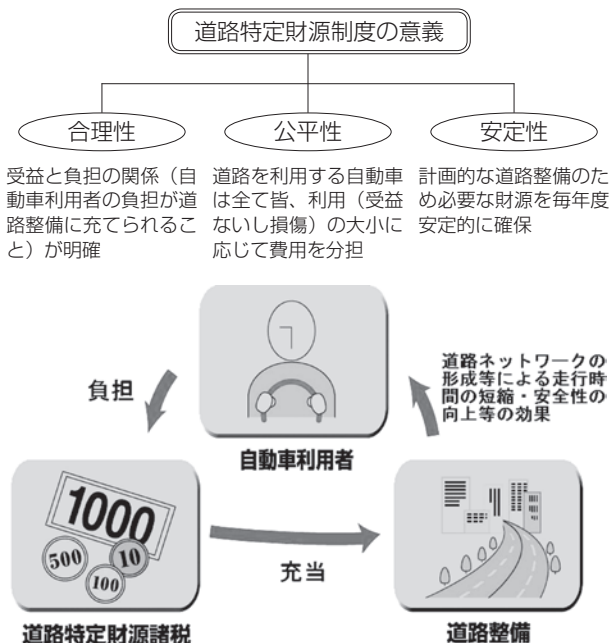 道路特定財源制度の意義
合理性
公平性
安定性
受益と負担の関係（自
動車利用者の負担が道
路整備に充てられるこ
と）が明確
道路を利用する自動車
は全て皆、利用（受益
ないし損傷）の大小に
応じて費用を分担
計画的な道路整備のた
め必要な財源を毎年度
安定的に確保
負担
道路ネットワークの
形成等による走行時
間の短縮・安全性の
向上等の効果
自動車利用者
1000
500
10
100
充当
道路特定財源諸税
道路整備